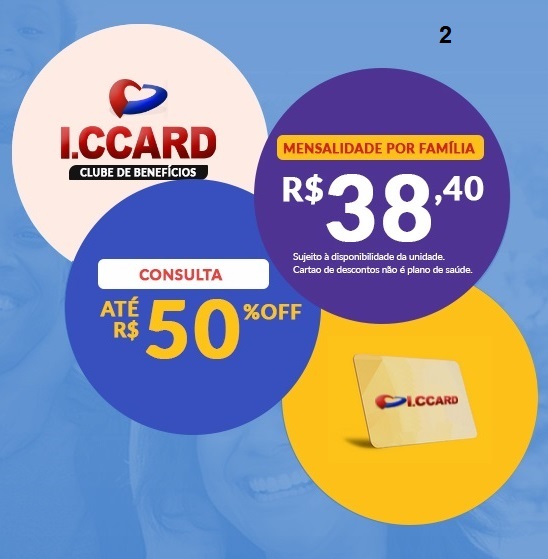 2
I.CCARD
CLUBE DE BENEFÍCIOS
MENSALIDADE POR FAMÍLIA
R$38,40
Sujeito à disponibilidade da unidade.
Cartao de descontos não é plano de saúde.
CONSULTA
ATÉ
R$ 50%OFF
I.CCARD